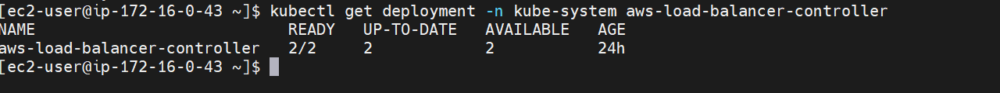 [ec2-user@ip-172-16-0-43 ~]$ kubectl get deployment -n kube-system aws-load-balancer-controller
NAME READY UP-TO-DATE AVAILABLE AGE
aws-load-balancer-controller 2/2 2 2 24h
[ec2-user@ip-172-16-0-43 ~]$